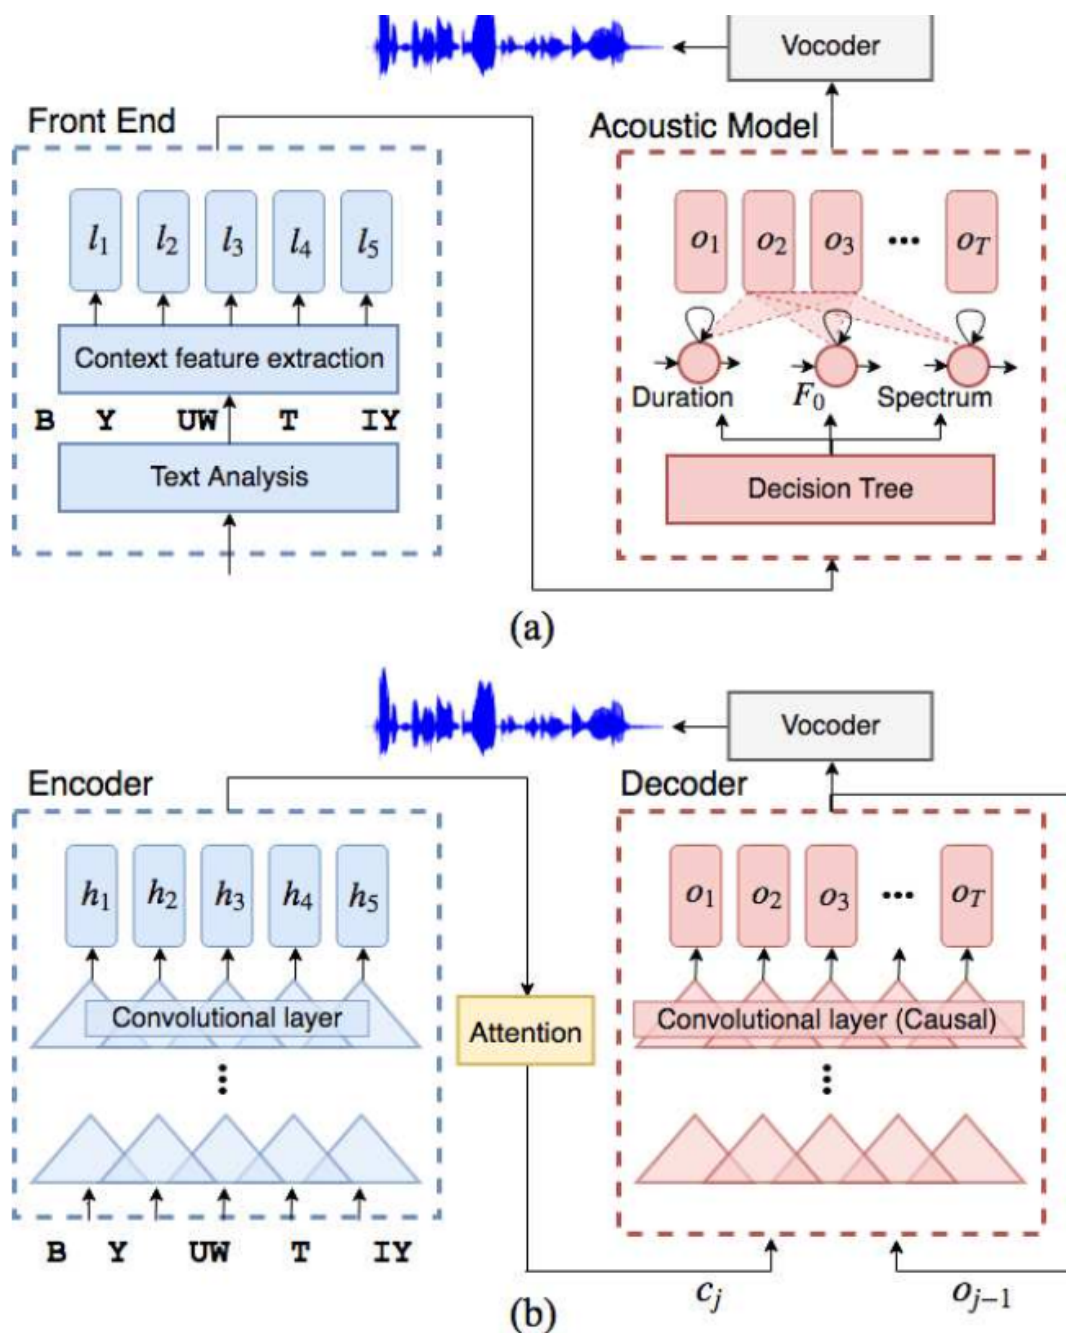 Vocoder
Front End
Acoustic Model
l1 l2 l3 l4 l5
o1 o2 o3 ... oT
Context feature extraction
Duration F0 Spectrum
B Y UW T IY
Text Analysis
Decision Tree
(a)
Vocoder
Encoder
Decoder
h1 h2 h3 h4 h5
o1 o2 o3 ... oT
Convolutional layer
Attention
Convolutional layer (Causal)
B Y UW T IY
cj
oj−1
(b)